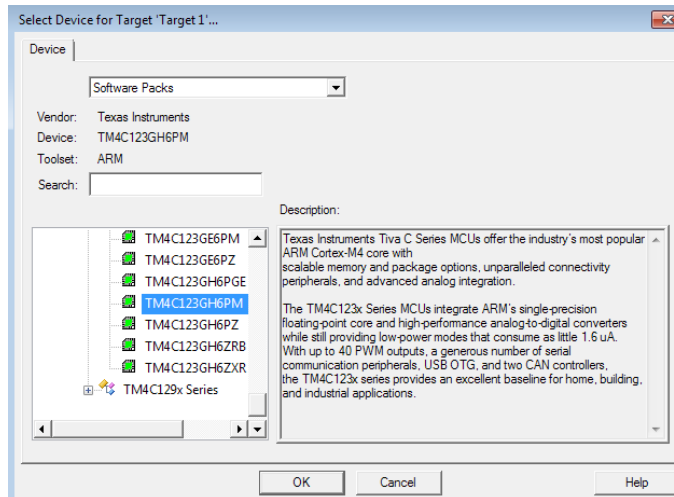 Select Device for Target 'Target 1'...
Device
Software Packs
Vendor: Texas Instruments
Device: TM4C123GH6PM
Toolset: ARM
Search:
Description:
TM4C123GE6PM
TM4C123GE6PZ
TM4C123GH6PGE
TM4C123GH6PM
TM4C123GH6PZ
TM4C123GH6ZRB
TM4C123GH6ZXR
TM4C129x Series
Texas Instruments Tiva C Series MCUs offer the industry's most popular
ARM Cortex-M4 core with
scalable memory and package options, unparalleled connectivity
peripherals, and advanced analog integration.
The TM4C123x Series MCUs integrate ARM's single-precision
floating-point core and high-performance analog-to-digital converters
while still providing low-power modes that consume as little 1.6 uA.
With up to 40 PWM outputs, a generous number of serial
communication peripherals, USB OTG, and two CAN controllers,
the TM4C123x series provides an excellent baseline for home, building,
and industrial applications.
OK
Cancel
Help